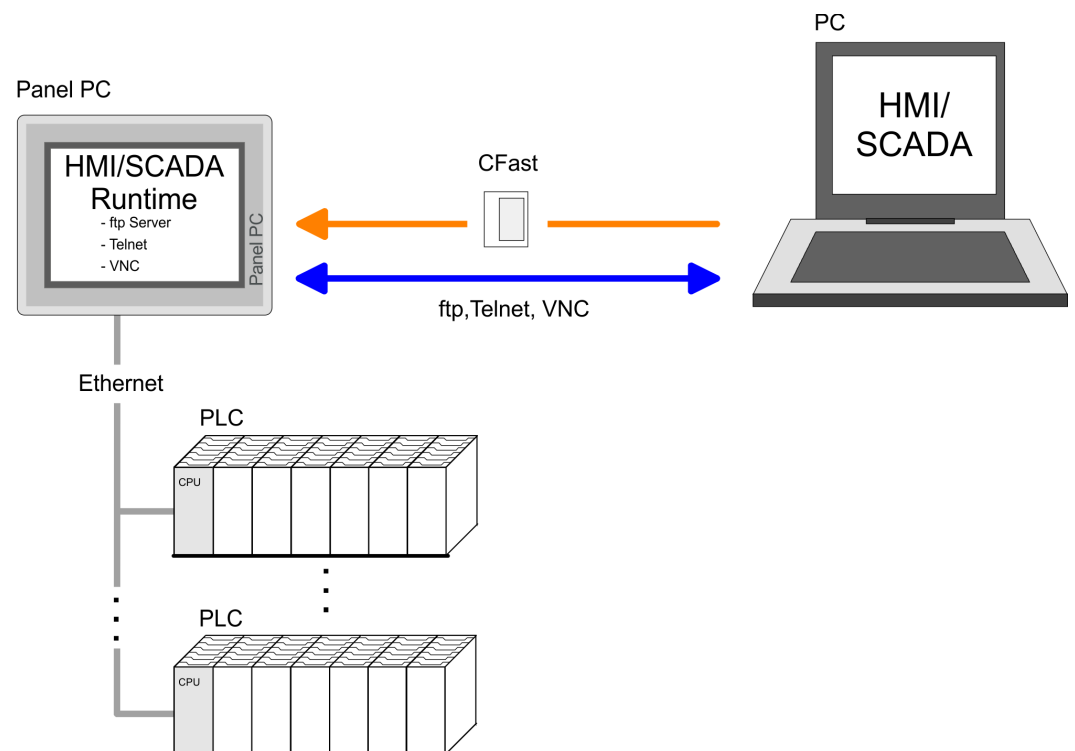 PC
Panel PC
HMI/
SCADA
HMI/SCADA
Runtime
- ftp Server
- Telnet
- VNC
Panel PC
CFast
ftp,Telnet, VNC
Ethernet
PLC
CPU
PLC
CPU